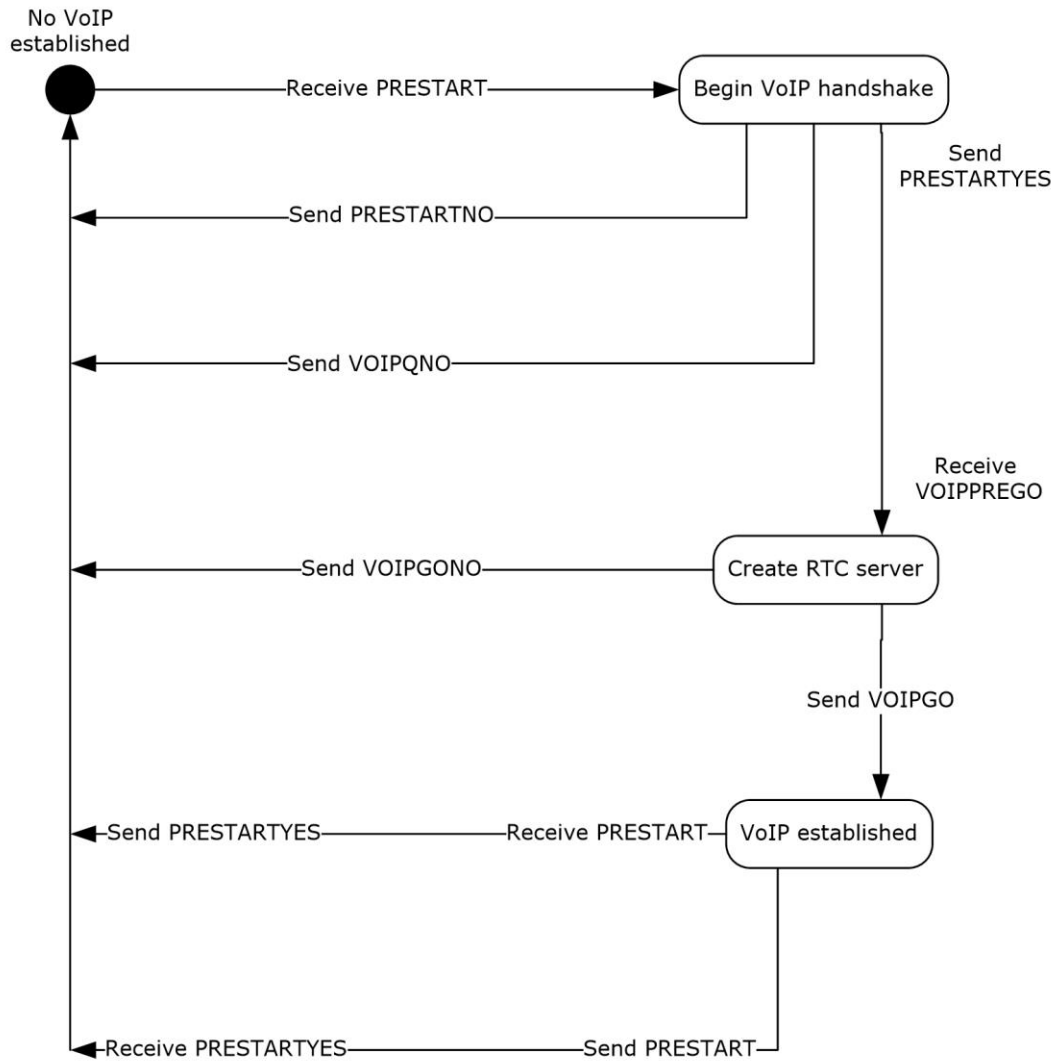 No VoIP
established
Receive PRESTART
Begin VoIP handshake
Send
PRESTARTYES
Send PRESTARTNO
Send VOIPQNO
Receive
VOIPPREGO
Send VOIPGONO
Create RTC server
Send VOIPGO
Send PRESTARTYES
Receive PRESTART
VoIP established
Receive PRESTARTYES
Send PRESTART